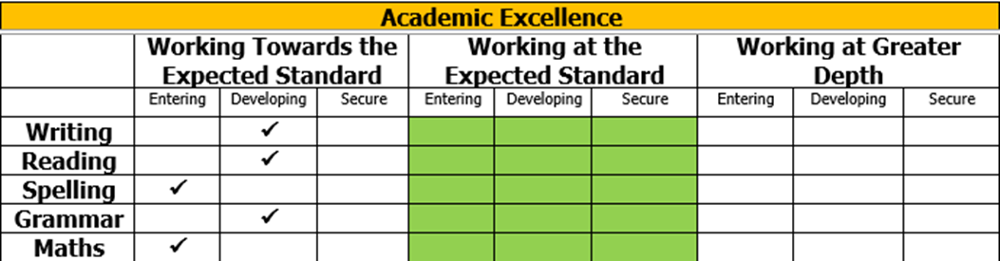 Academic Excellence
Working Towards the Expected Standard Working at the Expected Standard Working at Greater Depth
Entering Developing Secure Entering Developing Secure Entering Developing Secure
Writing ✓
Reading ✓
Spelling ✓
Grammar ✓
Maths ✓